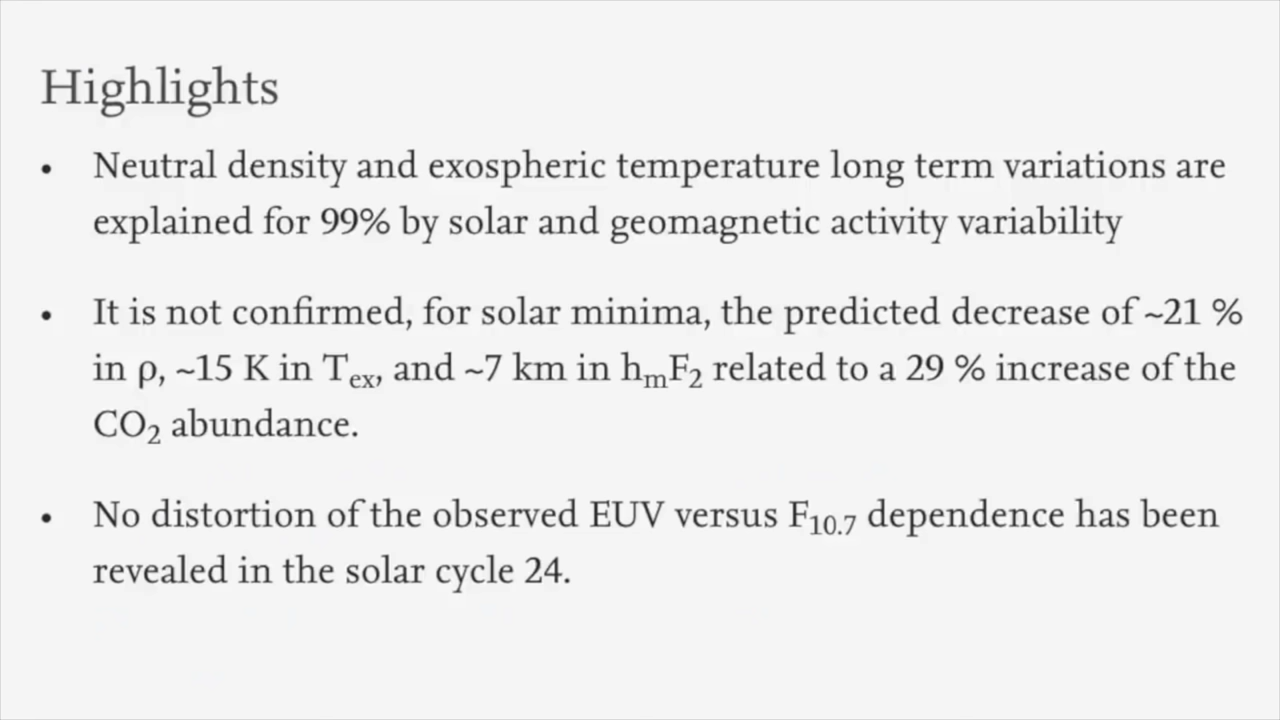 Highlights
• Neutral density and exospheric temperature long term variations are
explained for 99% by solar and geomagnetic activity variability
• It is not confirmed, for solar minima, the predicted decrease of ~21 %
in ρ, ~15 K in Tₑₓ, and ~7 km in hₘF₂ related to a 29 % increase of the
CO₂ abundance.
• No distortion of the observed EUV versus F₁₀.₇ dependence has been
revealed in the solar cycle 24.